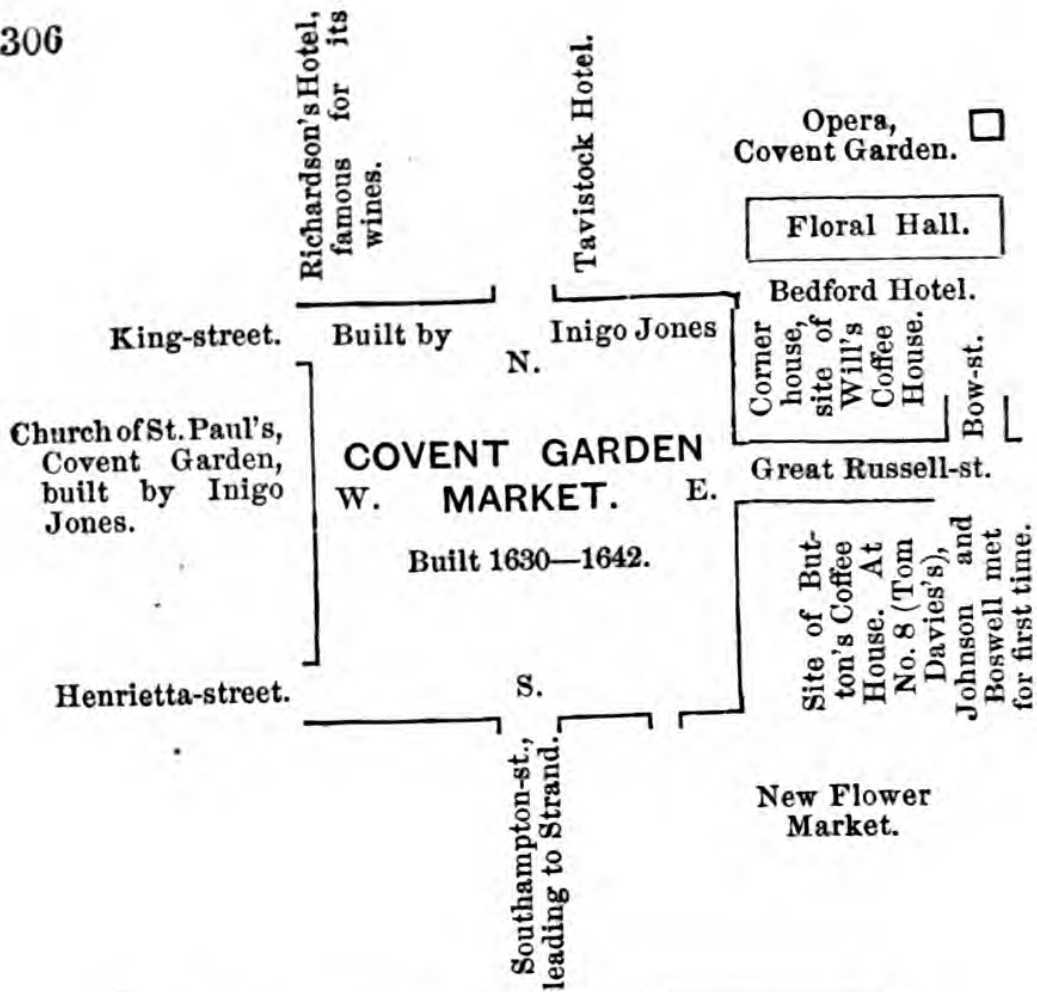 306
Richardson's Hotel,
famous for its
wines.
Tavistock Hotel.
Opera,
Covent Garden.
Floral Hall.
Bedford Hotel.
King-street.
Built by
Inigo Jones
N.
Corner
house,
site of
Will's
Coffee
House.
Bow-st.
Church of St. Paul's,
Covent Garden,
built by Inigo
Jones.
COVENT GARDEN
MARKET.
W.
E.
Built 1630—1642.
Great Russell-st.
Site of But-
ton's Coffee
House. At
No. 8 (Tom
Davies's),
Johnson and
Boswell met
for first time.
Henrietta-street.
S.
Southampton-st.,
leading to Strand.
New Flower
Market.